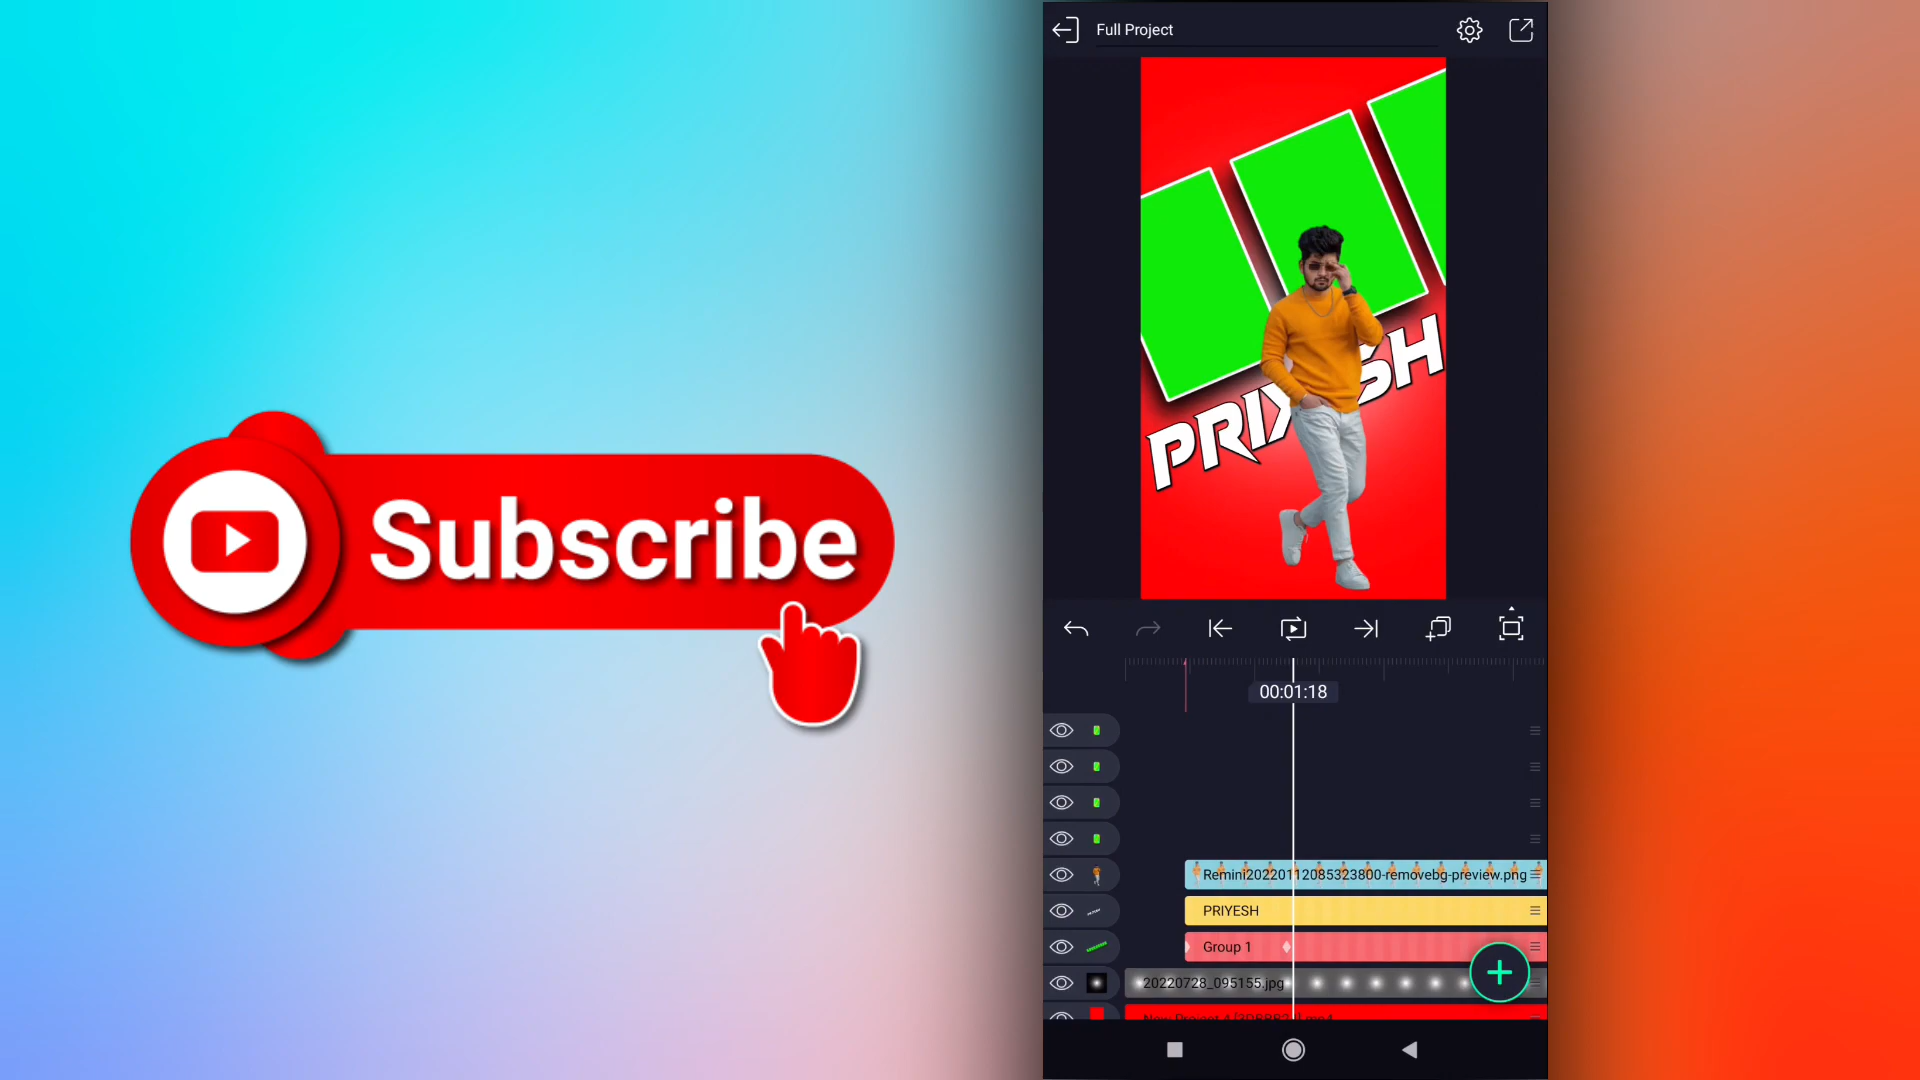 Subscribe
Full Project
PRIYESH
00:01:18
Remini20220112085323800-removebg-preview.png
PRIYESH
Group 1
20220728_095155.jpg